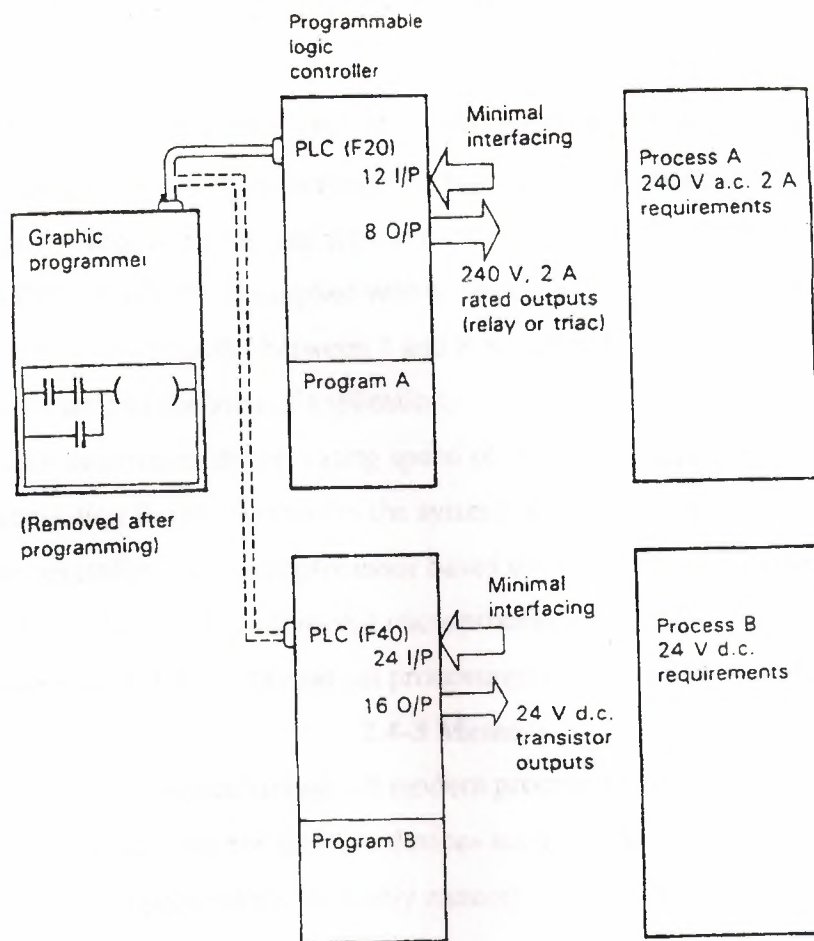 Programmable
logic
controller
PLC (F20)
12 I/P
8 O/P
Program A
Minimal
interfacing
240 V, 2 A
rated outputs
(relay or triac)
Process A
240 V a.c. 2 A
requirements
Graphic
programmer
(Removed after
programming)
PLC (F40)
24 I/P
16 O/P
Program B
Minimal
interfacing
24 V d.c.
transistor
outputs
Process B
24 V d.c.
requirements